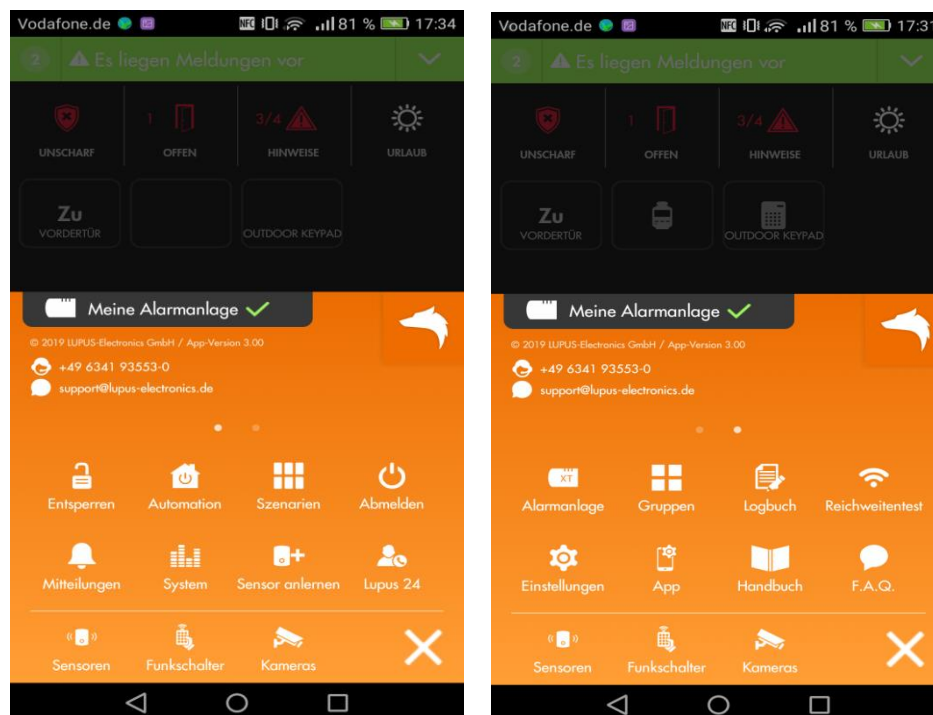 Vodafone.de NFC 81 % 17:34
2 Es liegen Meldungen vor
1 3/4
UNSCHARF OFFEN HINWEISE URLAUB
Zu
VORDERTÜR OUTDOOR KEYPAD
Meine Alarmanlage
© 2019 LUPUS-Electronics GmbH / App-Version 3.00
+49 6341 93553-0
support@lupus-electronics.de
Entsperren Automation Szenarien Abmelden
Mitteilungen System Sensor anlernen Lupus 24
Sensoren Funkschalter Kameras
Vodafone.de NFC 81 % 17:31
2 Es liegen Meldungen vor
1 3/4
UNSCHARF OFFEN HINWEISE URLAUB
Zu
VORDERTÜR OUTDOOR KEYPAD
Meine Alarmanlage
© 2019 LUPUS-Electronics GmbH / App-Version 3.00
+49 6341 93553-0
support@lupus-electronics.de
XT
Alarmanlage Gruppen Logbuch Reichweitentest
Einstellungen App Handbuch F.A.Q.
Sensoren Funkschalter Kameras